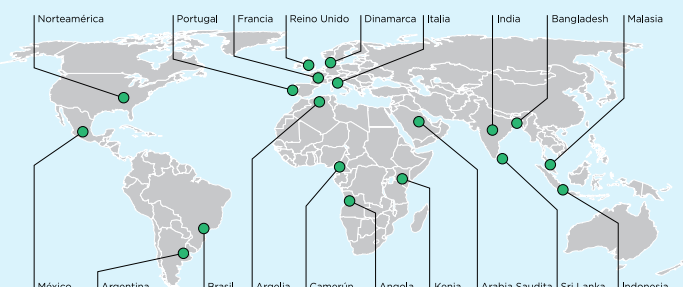 Norteamérica Portugal Francia Reino Unido Dinamarca Italia India Bangladesh Malasia
México Argentina Brasil Argelia Camerún Angola Kenia Arabia Saudita Sri Lanka Indonesia